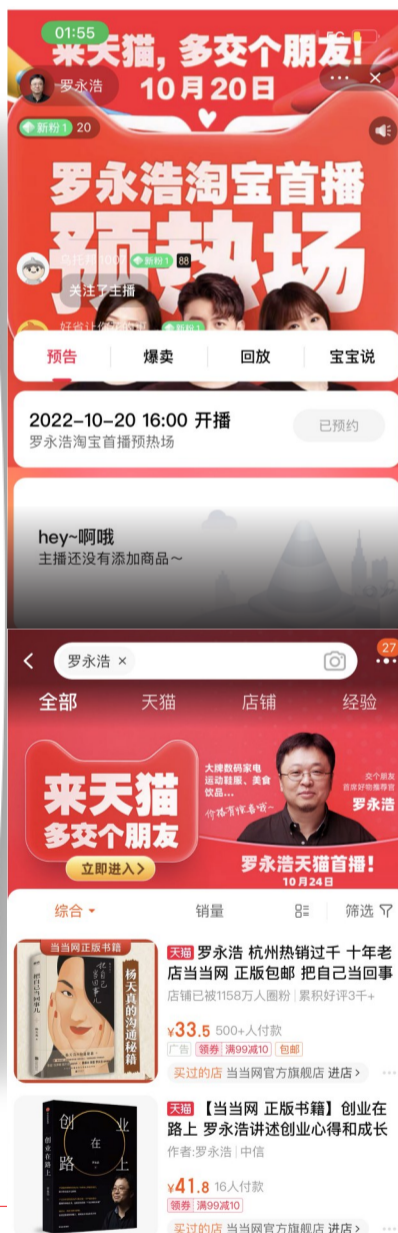 01:55
5G
来天猫，多交个朋友！
罗永浩
10月20日
新粉1 20
罗永浩淘宝首播
预热场
新粉1 88
关注了主播
新粉1
预告
爆卖
回放
宝宝说
2022-10-20 16:00 开播
罗永浩淘宝首播预热场
已预约
hey~啊哦
主播还没有添加商品～
罗永浩 ×
27
全部
天猫
店铺
经验
来天猫
多交个朋友
立即进入>
大牌数码家电
运动鞋服、美食
饮品...
交个朋友
首席好物推荐官
罗永浩
罗永浩天猫首播！
10月24日
综合
销量
筛选
当当网正版书籍
把自己当回事儿
杨天真的沟通秘籍
天猫 罗永浩 杭州热销过千 十年老
店当当网 正版包邮 把自己当回事
店铺已被1158万人圈粉 累积好评3千+
¥33.5 500+人付款
广告 领券 满99减10 包邮
买过的店 当当网官方旗舰店 进店>
创业在路上
创业在路上
天猫 【当当网 正版书籍】创业在
路上 罗永浩讲述创业心得和成长
作者:罗永浩 中信
¥41.8 16人付款
领券 满99减10
买过的店 当当网官方旗舰店 进店>